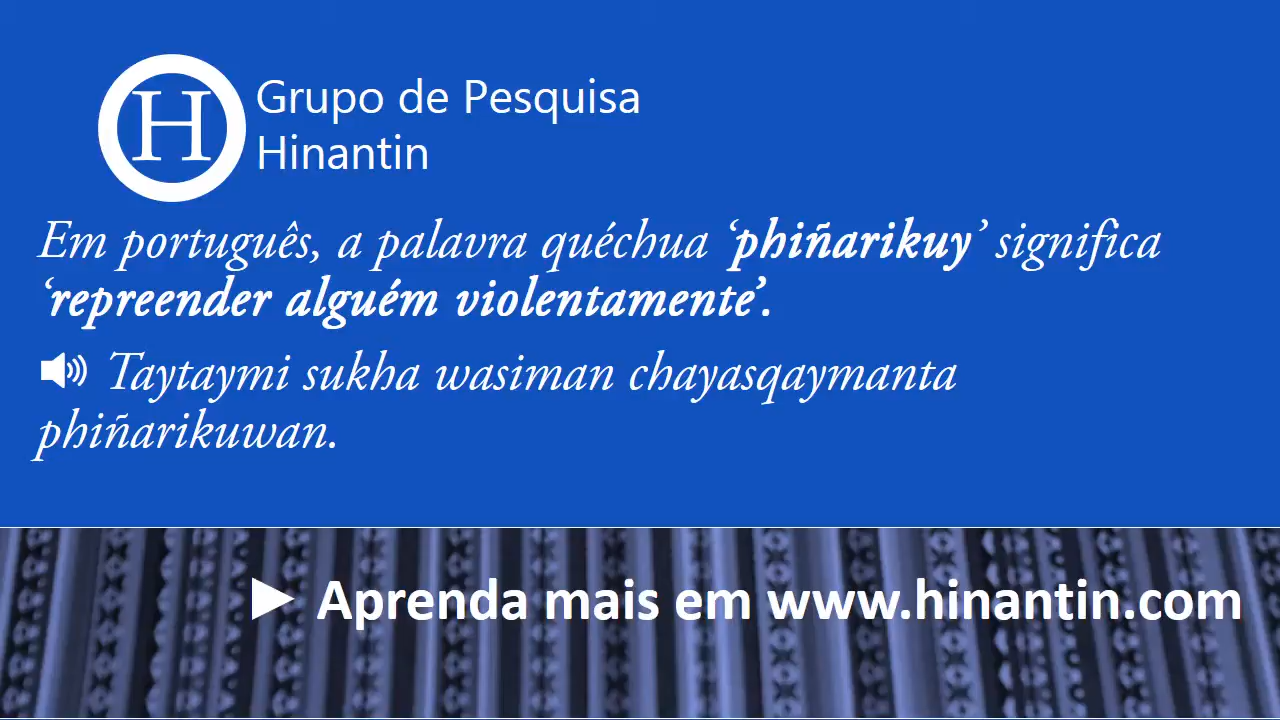 H
Grupo de Pesquisa
Hinantin
Em português, a palavra quéchua ‘phiñarikuy’ significa
‘repreender alguém violentamente’.
Taytaymi sukha wasiman chayasqaymanta
phiñarikuwan.
► Aprenda mais em www.hinantin.com